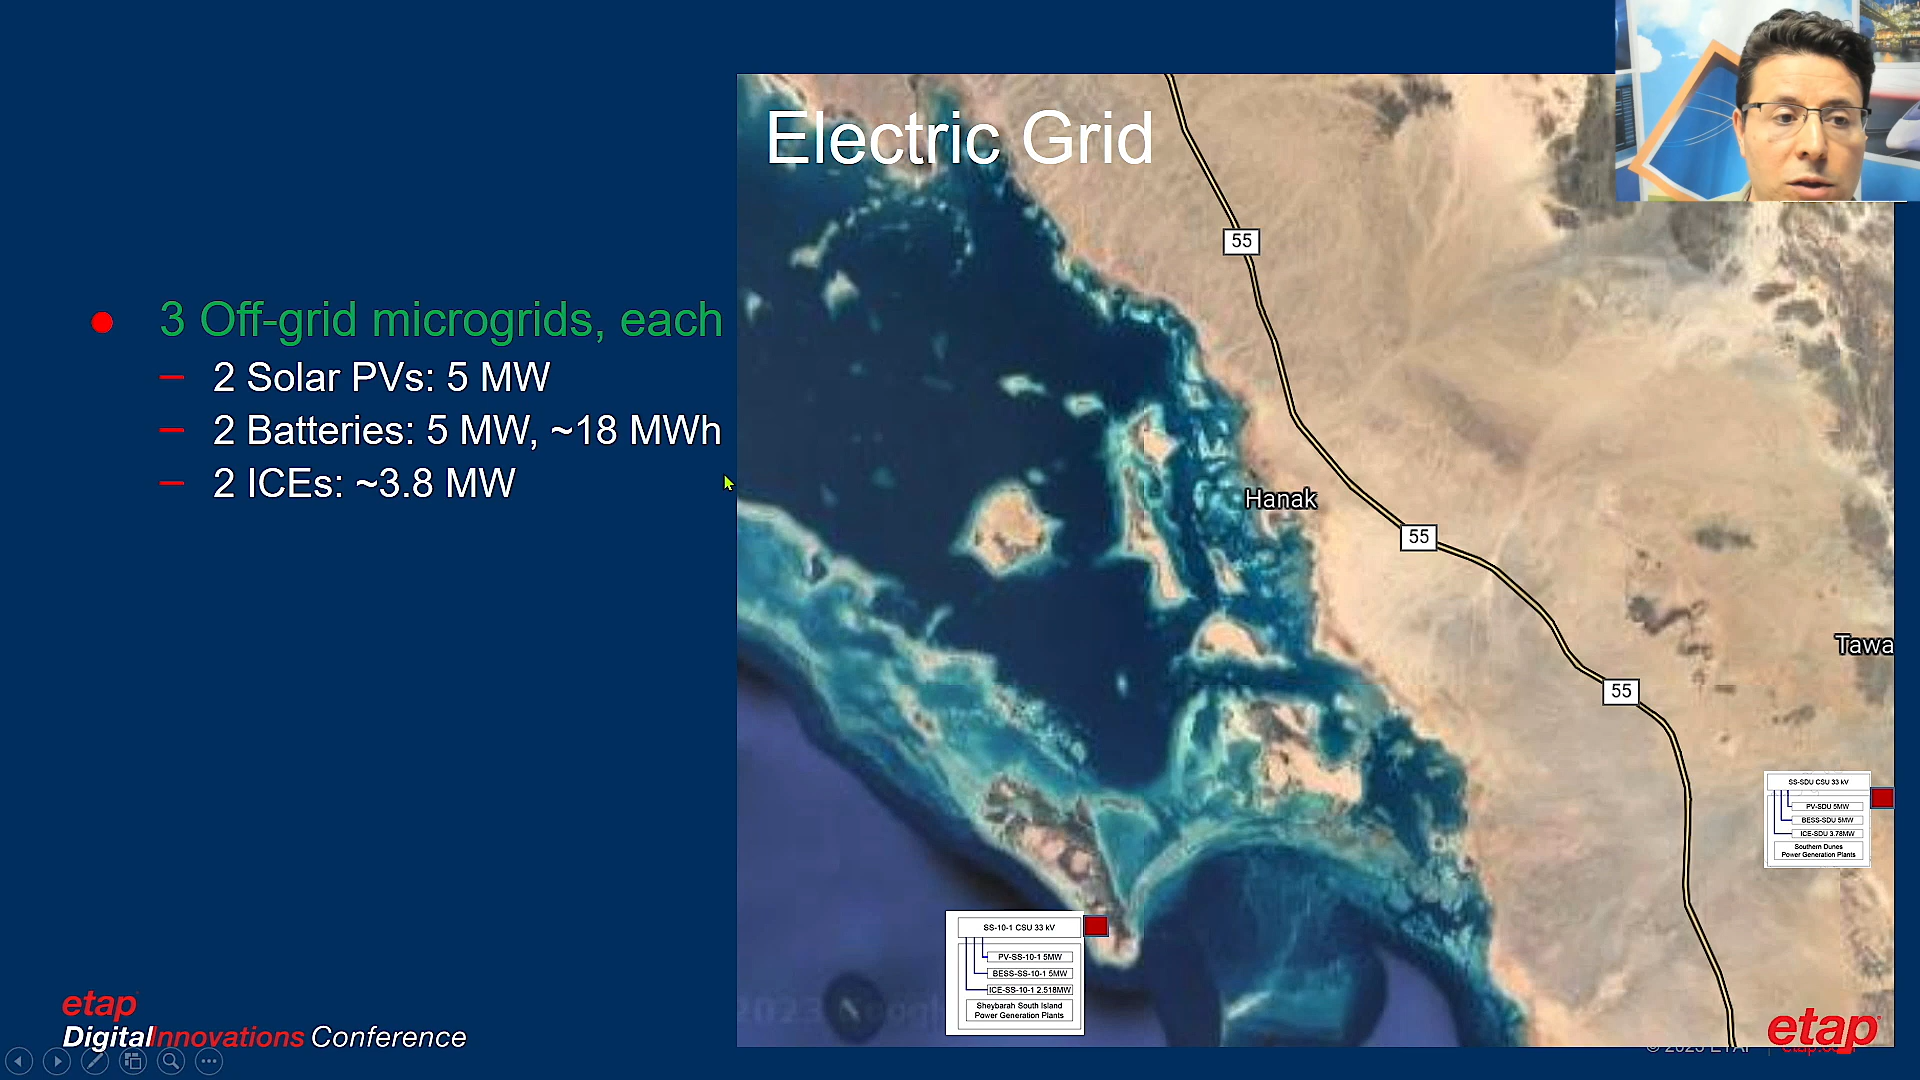 Electric Grid
55
• 3 Off-grid microgrids, each
– 2 Solar PVs: 5 MW
– 2 Batteries: 5 MW, ~18 MWh
– 2 ICEs: ~3.8 MW
Hanak
55
Tawa
55
SS-SDU CSU 33 kV
PV-SDU 5MW
BESS-SDU 5MW
ICE-SDU 3.78MW
Southern Dunes
Power Generation Plants
SS-10-1 CSU 33 kV
PV-SS-10-1 5MW
BESS-SS-10-1 5MW
ICE-SS-10-1 2.518MW
Sheybarah South Island
Power Generation Plants
2023
etap
DigitalInnovations Conference
etap